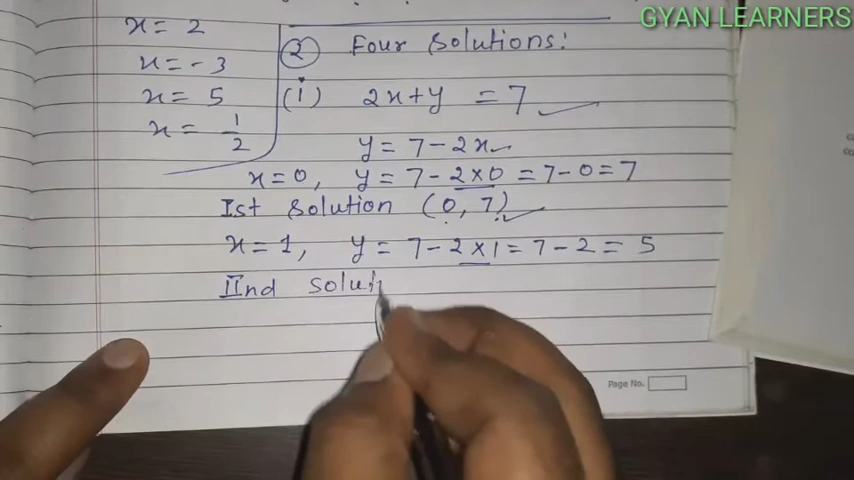 GYAN LEARNERS
x = 2
x = - 3
x = 5
x = 1/2
② Four Solutions:
(i) 2x + y = 7
y = 7 - 2x
x = 0, y = 7 - 2 × 0 = 7 - 0 = 7
Ist Solution (0, 7)
x = 1, y = 7 - 2 × 1 = 7 - 2 = 5
IInd Soluti
Page No.